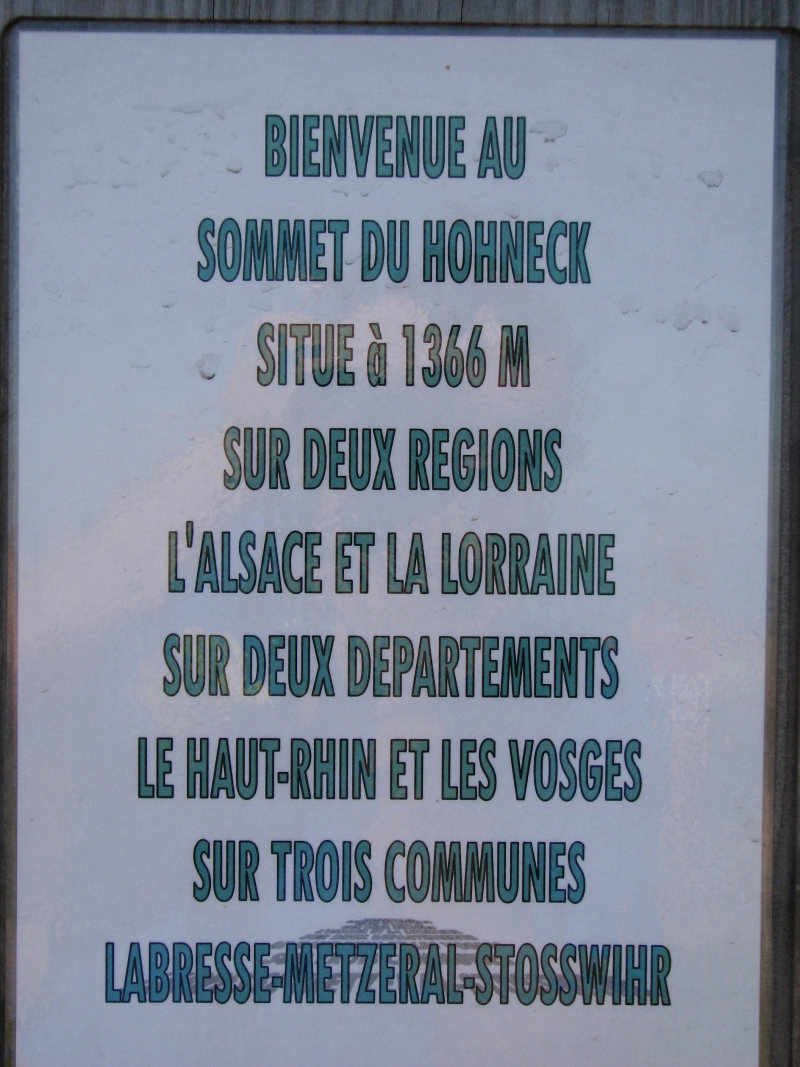 BIENVENUE AU
SOMMET DU HOHNECK
SITUE à 1366 M
SUR DEUX REGIONS
L'ALSACE ET LA LORRAINE
SUR DEUX DEPARTEMENTS
LE HAUT-RHIN ET LES VOSGES
SUR TROIS COMMUNES
LABRESSE-METZERAL-STOSSWIHR